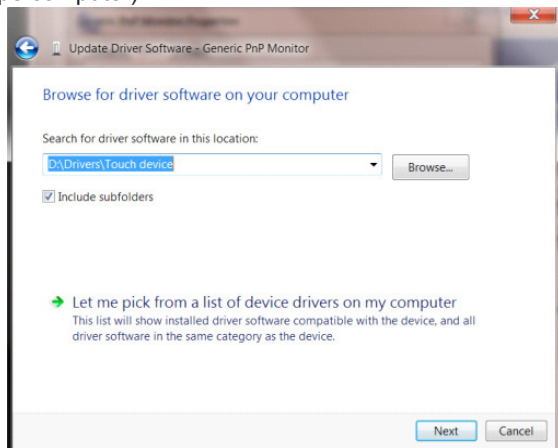 Update Driver Software - Generic PnP Monitor
Browse for driver software on your computer
Search for driver software in this location:
D:\Drivers\Touch device
Browse...
Include subfolders
Let me pick from a list of device drivers on my computer
This list will show installed driver software compatible with the device, and all
driver software in the same category as the device.
Next Cancel